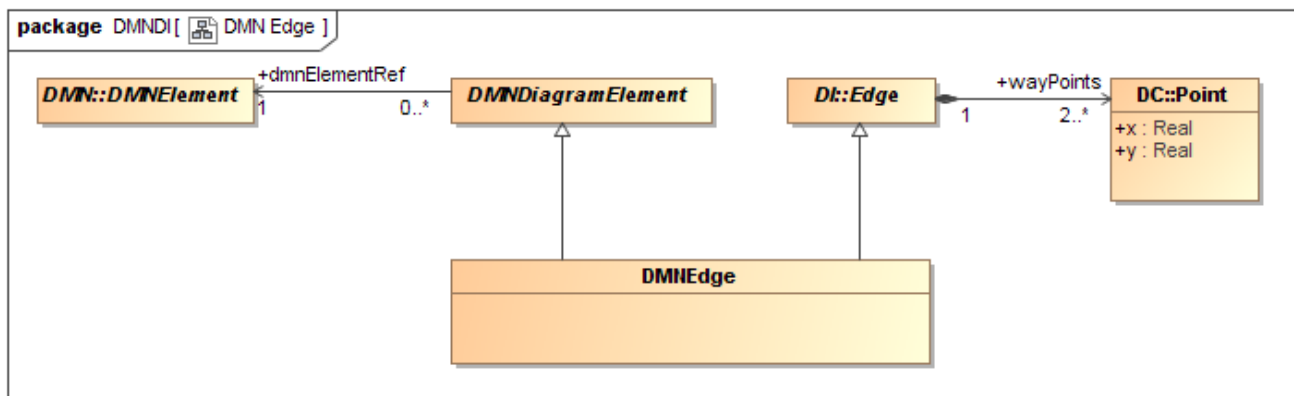 package DMNDI [ DMN Edge ]
+dmnElementRef
DMN::DMNElement
1
0..*
DMNDiagramElement
DI::Edge
+wayPoints
1
2..*
DC::Point
+x : Real
+y : Real
DMNEdge